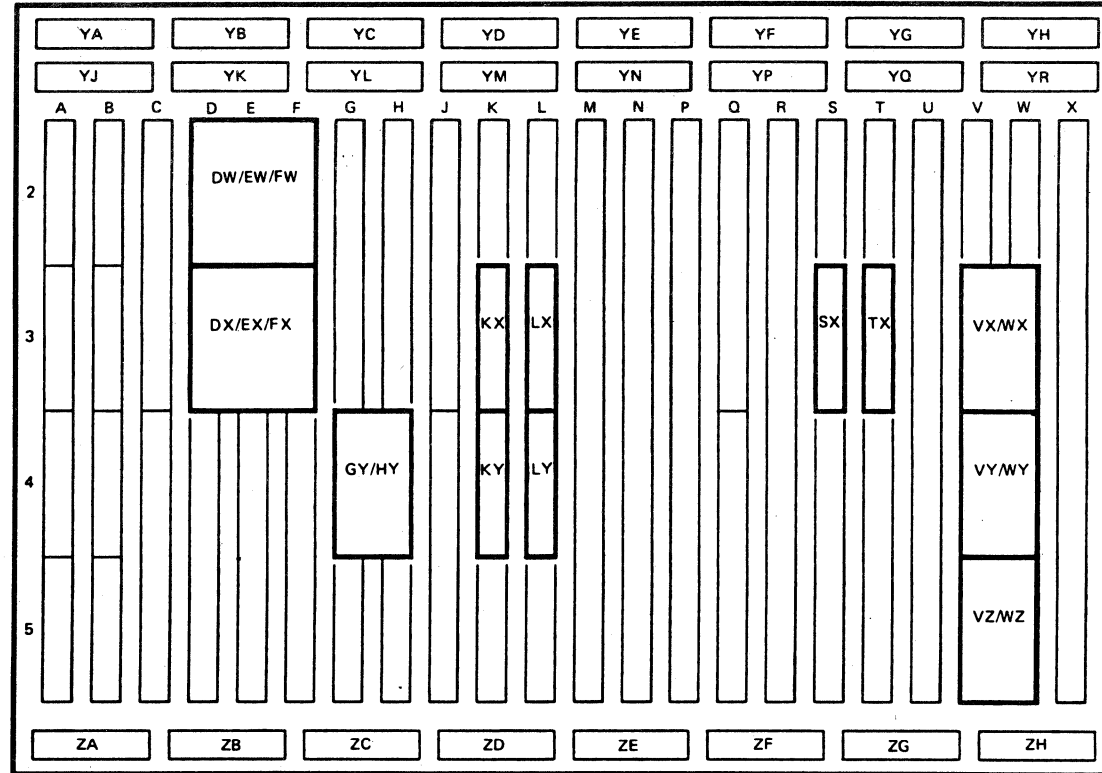 YA YB YC YD YE YF YG YH
YJ YK YL YM YN YP YQ YR
A B C D E F G H J K L M N P Q R S T U V W X
2 DW/EW/FW
3 DX/EX/FX KX LX SX TX VX/WX
4 GY/HY KY LY VY/WY
5 VZ/WZ
ZA ZB ZC ZD ZE ZF ZG ZH